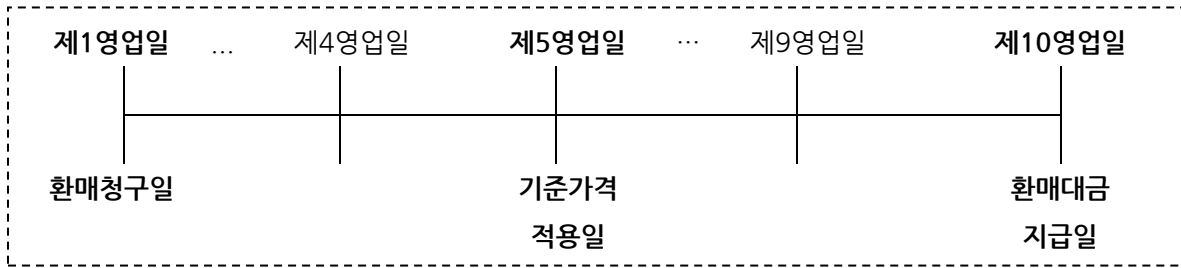 제1영업일 … 제4영업일 제5영업일 … 제9영업일 제10영업일
환매청구일 기준가격 환매대금
적용일 지급일